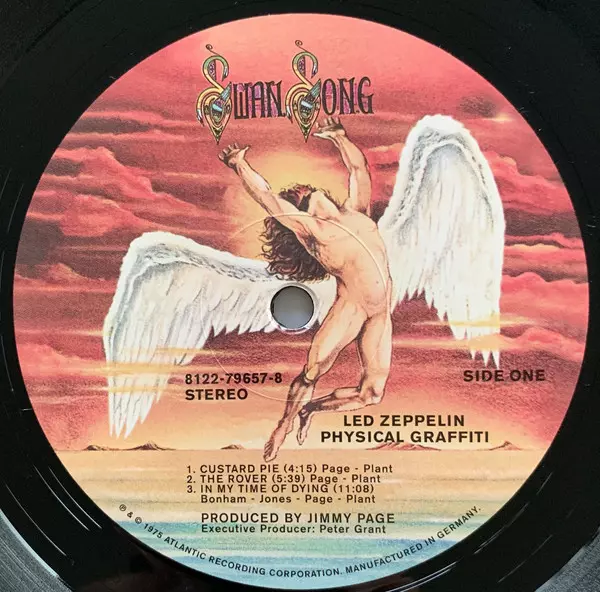 Swan Song
8122-79657-8
STEREO
SIDE ONE
LED ZEPPELIN
PHYSICAL GRAFFITI
1. CUSTARD PIE (4:15) Page - Plant
2. THE ROVER (5:39) Page - Plant
3. IN MY TIME OF DYING (11:08)
Bonham - Jones - Page - Plant
PRODUCED BY JIMMY PAGE
Executive Producer: Peter Grant
℗ & © 1975 ATLANTIC RECORDING CORPORATION. MANUFACTURED IN GERMANY.